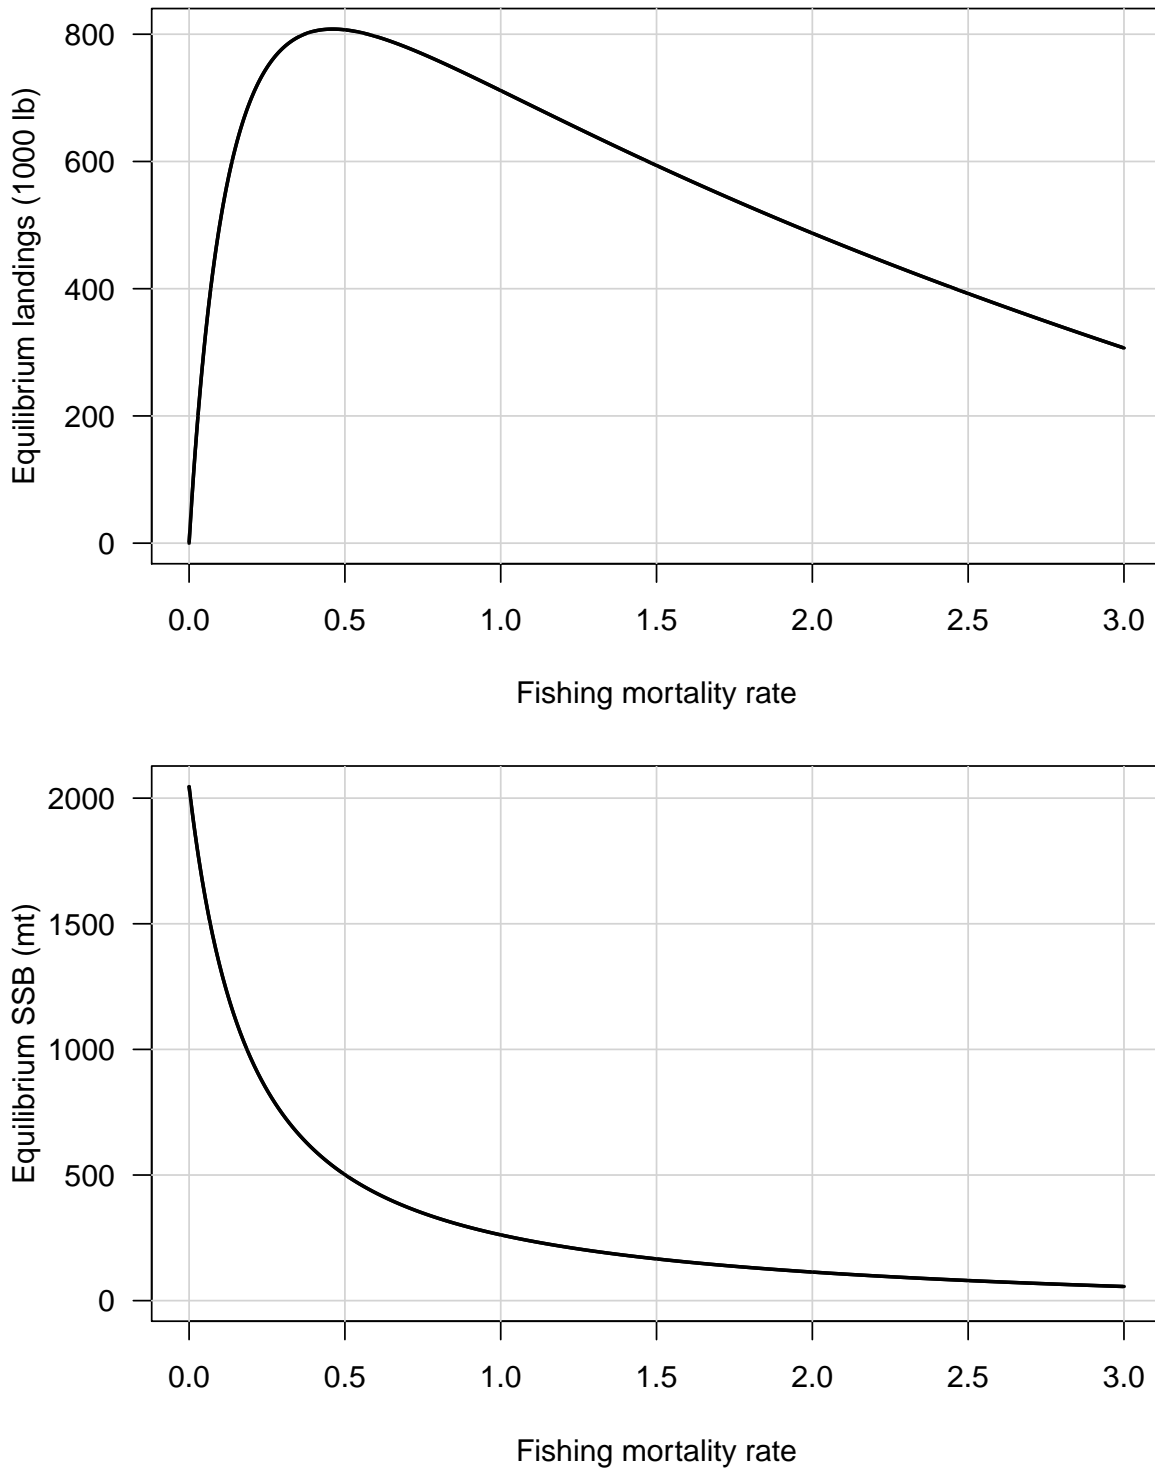 Equilibrium landings (1000 lb)
800
600
400
200
0
0.0 0.5 1.0 1.5 2.0 2.5 3.0
Fishing mortality rate
Equilibrium SSB (mt)
2000
1500
1000
500
0
0.0 0.5 1.0 1.5 2.0 2.5 3.0
Fishing mortality rate